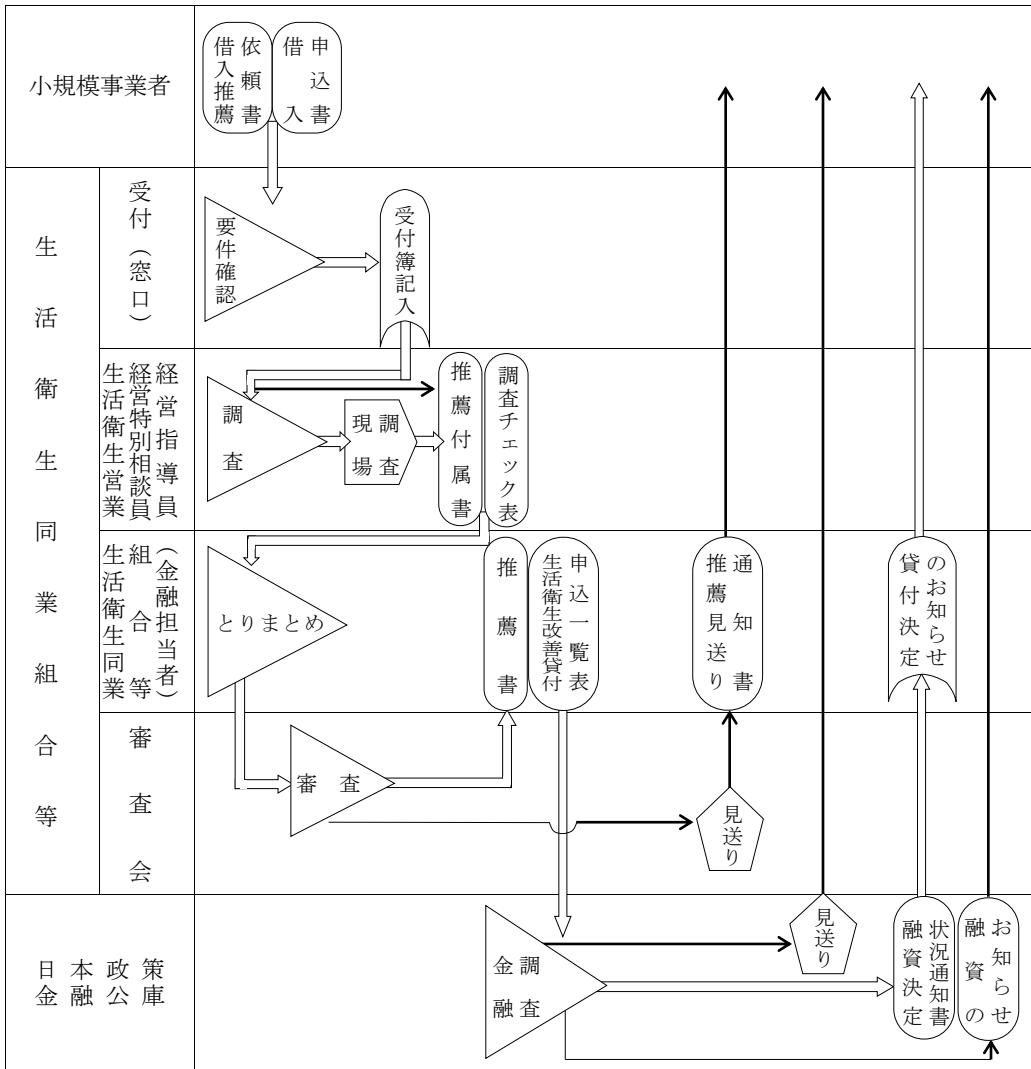 小規模事業者
借入推薦
依頼書
借入
申込書
生活衛生同業組合等
受付（窓口）
要件確認
受付簿記入
経営指導員
経営特別相談員
生活衛生営業
調査
現場
調査
推薦付属書
調査チェック表
（金融担当者）
組合等
生活衛生同業
とりまとめ
推薦書
生活衛生改善貸付
申込一覧表
推薦見送り
通知書
貸付決定
のお知らせ
審査会
審査
見送り
日本政策
金融公庫
金融
調査
見送り
融資決定
状況通知書
融資の
お知らせ